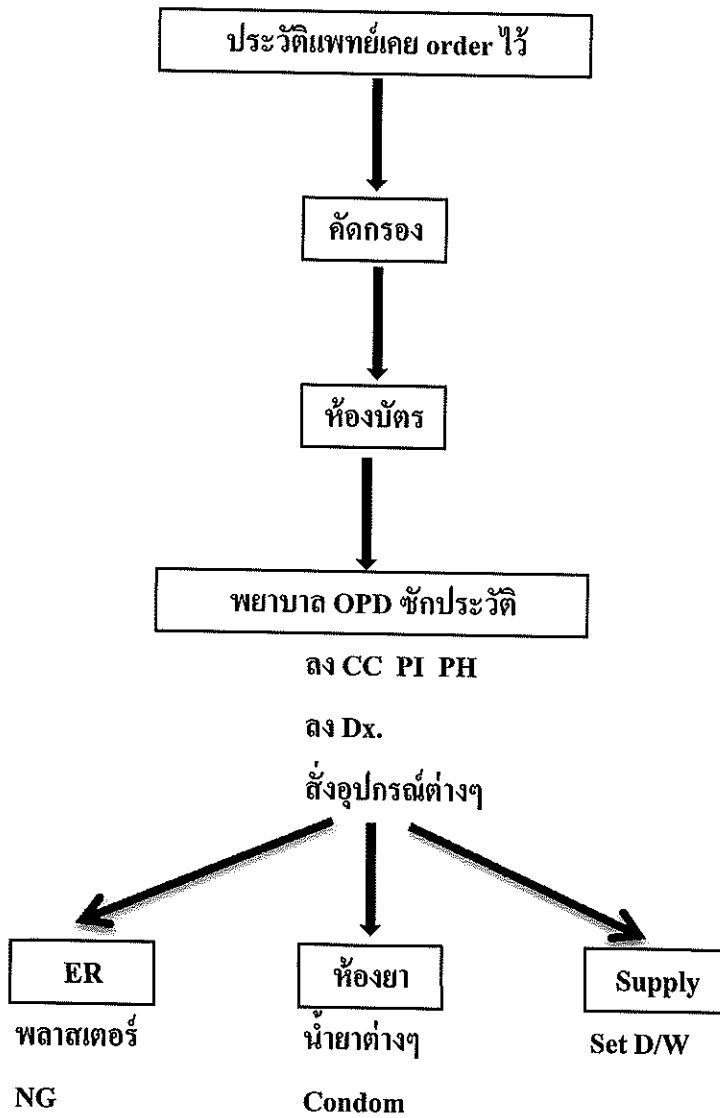 ประวัติแพทย์เคย order ไว้
คัดกรอง
ห้องบัตร
พยาบาล OPD ซักประวัติ
ลง CC PI PH
ลง Dx.
สั่งอุปกรณ์ต่างๆ
ER
ห้องยา
Supply
พลาสเตอร์
น้ำยาต่างๆ
Set D/W
NG
Condom